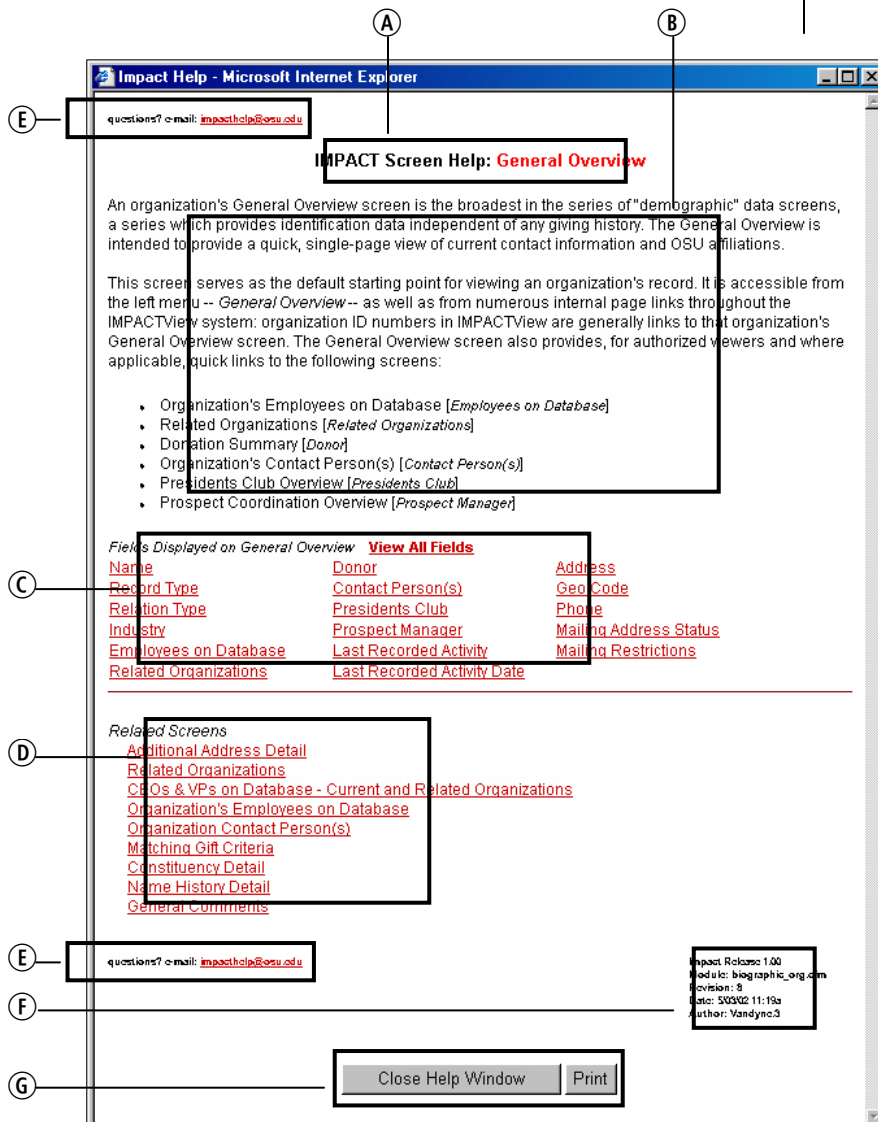 A B
Impact Help - Microsoft Internet Explorer
E questions? e-mail: impacthelp@osu.edu
IMPACT Screen Help: General Overview
An organization's General Overview screen is the broadest in the series of "demographic" data screens,
a series which provides identification data independent of any giving history. The General Overview is
intended to provide a quick, single-page view of current contact information and OSU affiliations.
This screen serves as the default starting point for viewing an organization's record. It is accessible from
the left menu -- General Overview -- as well as from numerous internal page links throughout the
IMPACTView system: organization ID numbers in IMPACTView are generally links to that organization's
General Overview screen. The General Overview screen also provides, for authorized viewers and where
applicable, quick links to the following screens:
• Organization's Employees on Database [Employees on Database]
• Related Organizations [Related Organizations]
• Donation Summary [Donor]
• Organization's Contact Person(s) [Contact Person(s)]
• Presidents Club Overview [Presidents Club]
• Prospect Coordination Overview [Prospect Manager]
Fields Displayed on General Overview View All Fields
Name Donor Address
C Record Type Contact Person(s) Geo Code
Relation Type Presidents Club Phone
Industry Prospect Manager Mailing Address Status
Employees on Database Last Recorded Activity Mailing Restrictions
Related Organizations Last Recorded Activity Date
Related Screens
D Additional Address Detail
Related Organizations
CEOs & VPs on Database - Current and Related Organizations
Organization's Employees on Database
Organization Contact Person(s)
Matching Gift Criteria
Constituency Detail
Name History Detail
General Comments
E questions? e-mail: impacthelp@osu.edu
Impact Release 1.00
Module: biographic_org.cfm
Revision: 8
F Date: 5/03/02 11:19a
Author: Vandyne.3
G Close Help Window Print